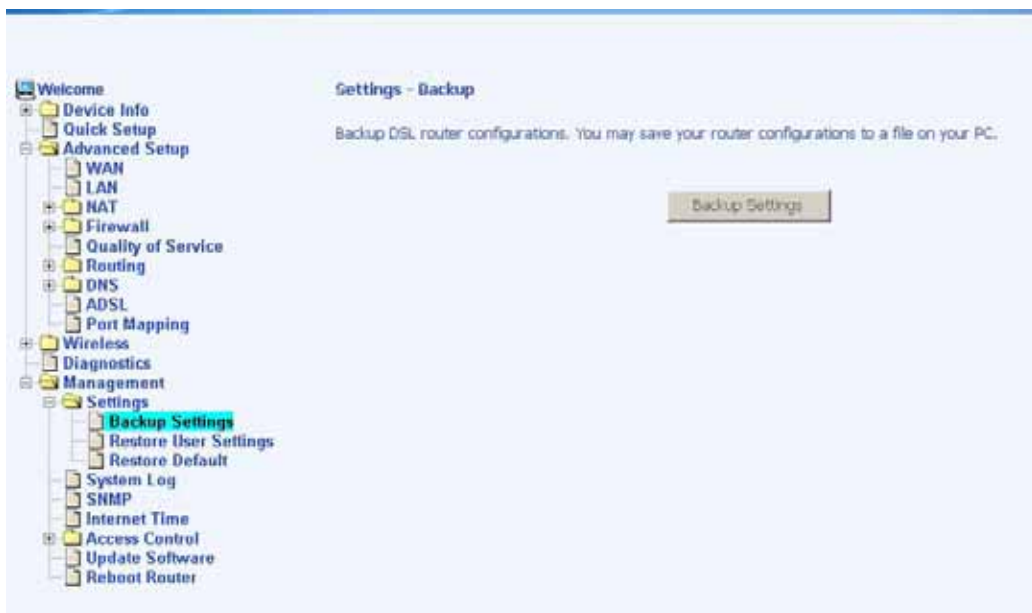 Welcome
Device Info
Quick Setup
Advanced Setup
WAN
LAN
NAT
Firewall
Quality of Service
Routing
DNS
ADSL
Port Mapping
Wireless
Diagnostics
Management
Settings
Backup Settings
Restore User Settings
Restore Default
System Log
SNMP
Internet Time
Access Control
Update Software
Reboot Router
Settings - Backup
Backup DSL router configurations. You may save your router configurations to a file on your PC.
Backup Settings